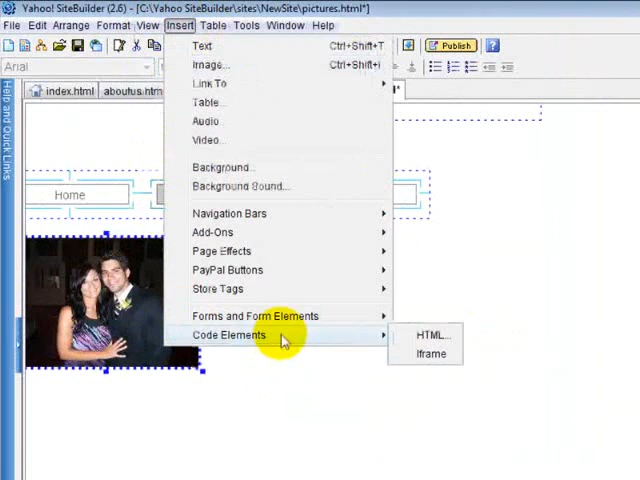 Yahoo! SiteBuilder (2.6) - [C:\Yahoo SiteBuilder\sites\NewSite\pictures.html*]
File Edit Arrange Format View Insert Table Tools Window Help
Publish
Arial
index.html aboutus.htm
Help and Quick Links
Text Ctrl+Shift+T
Image... Ctrl+Shift+I
Link To
Table...
Audio...
Video...
Background...
Background Sound...
Navigation Bars
Add-Ons
Page Effects
PayPal Buttons
Store Tags
Forms and Form Elements
Code Elements
HTML...
Iframe
Home